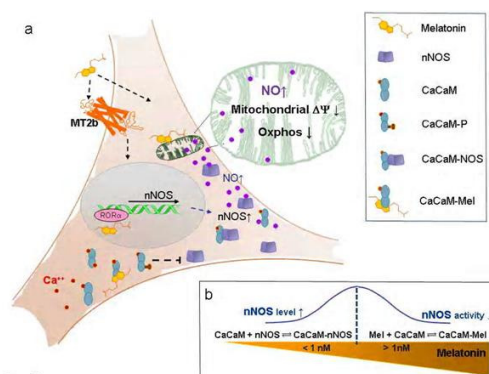 a
Melatonin
nNOS
CaCaM
CaCaM-P
CaCaM-NOS
CaCaM-Mel
MT2b
NO↑
Mitochondrial ΔΨ↓
Oxphos ↓
nNOS
RORα
NO↑
nNOS↑
Ca⁺⁺
b
nNOS level ↑
nNOS activity
CaCaM + nNOS ⇌ CaCaM-nNOS
Mel + CaCaM ⇌ CaCaM-Mel
< 1 nM
> 1nM
Melatonin